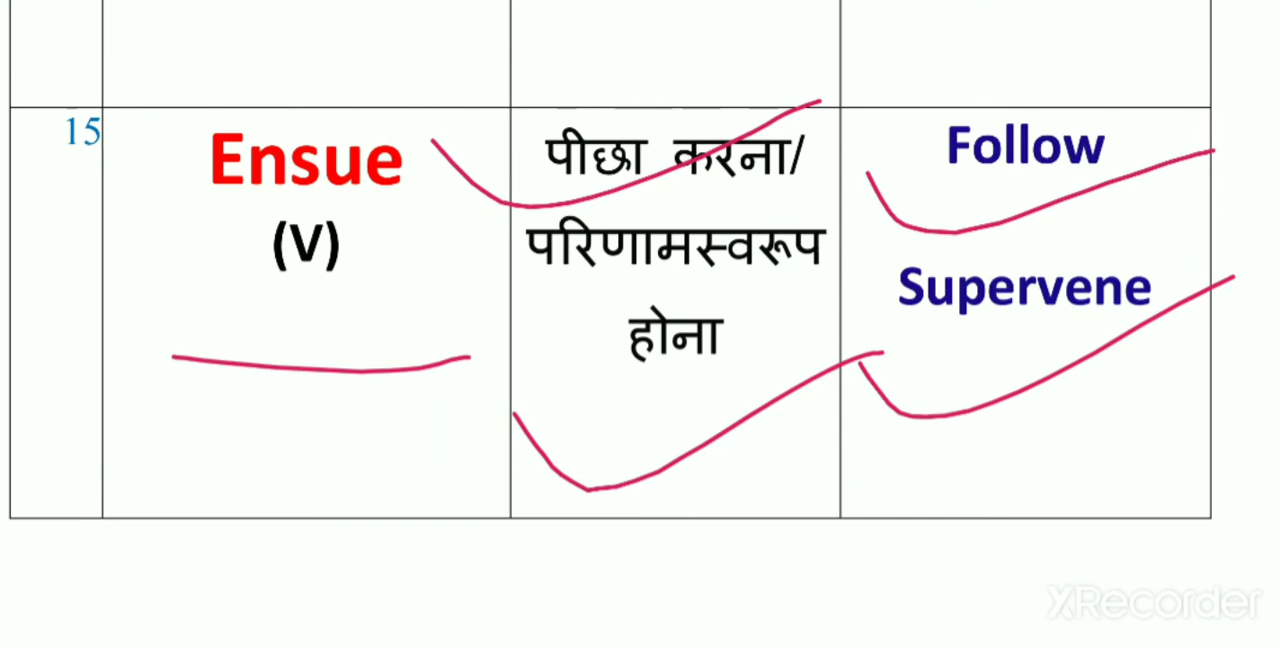 15
Ensue
(V)
पीछा करना/
परिणामस्वरूप
होना
Follow
Supervene
XRecorder